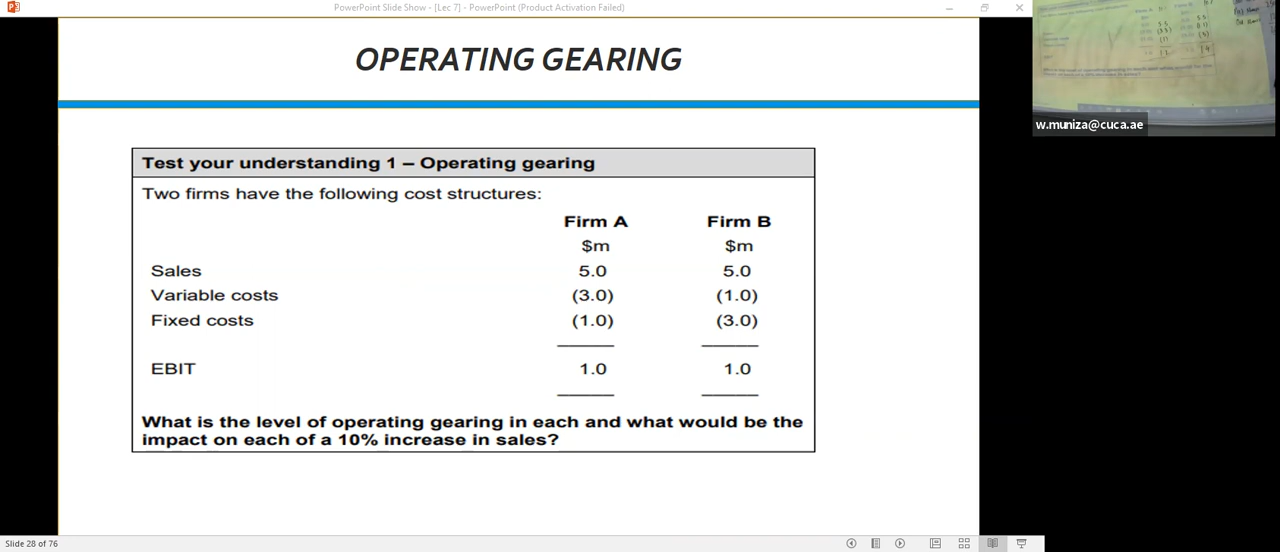 PowerPoint Slide Show - [Lec 7] - PowerPoint (Product Activation Failed)
OPERATING GEARING
w.muniza@cuca.ae
Test your understanding 1 – Operating gearing
Two firms have the following cost structures:
Firm A Firm B
$m $m
Sales 5.0 5.0
Variable costs (3.0) (1.0)
Fixed costs (1.0) (3.0)
EBIT 1.0 1.0
What is the level of operating gearing in each and what would be the
impact on each of a 10% increase in sales?
Slide 28 of 76